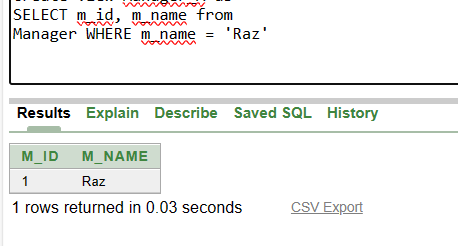 SELECT m_id, m_name from
Manager WHERE m_name = 'Raz'
Results Explain Describe Saved SQL History
M_ID M_NAME
1 Raz
1 rows returned in 0.03 seconds CSV Export